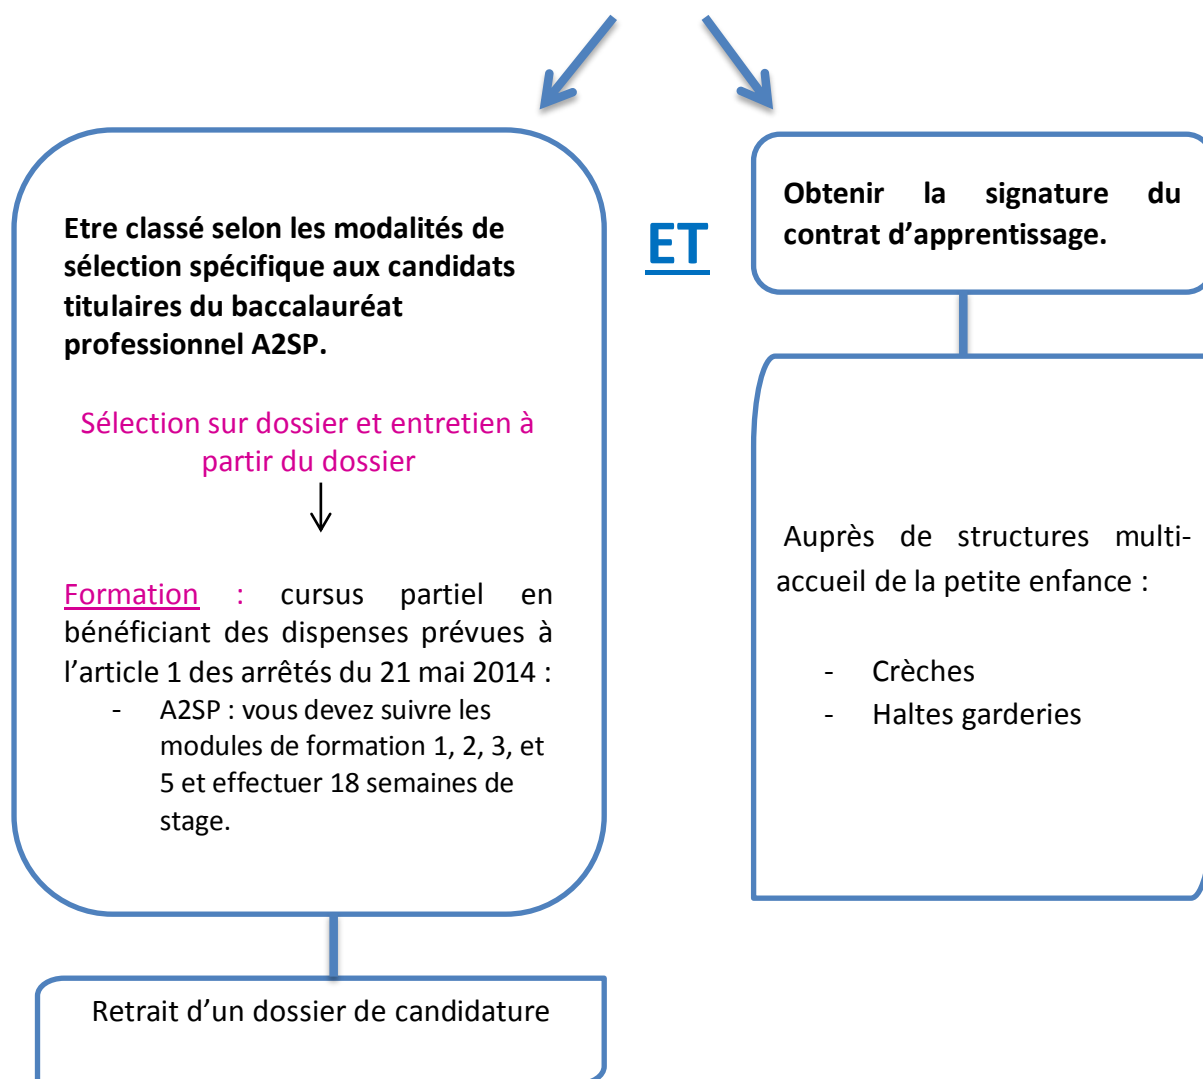 Etre classé selon les modalités de
sélection spécifique aux candidats
titulaires du baccalauréat
professionnel A2SP.
Sélection sur dossier et entretien à
partir du dossier
Formation : cursus partiel en
bénéficiant des dispenses prévues à
l’article 1 des arrêtés du 21 mai 2014 :
- A2SP : vous devez suivre les
modules de formation 1, 2, 3, et
5 et effectuer 18 semaines de
stage.
Retrait d’un dossier de candidature
ET
Obtenir la signature du
contrat d’apprentissage.
Auprès de structures multi-
accueil de la petite enfance :
- Crèches
- Haltes garderies